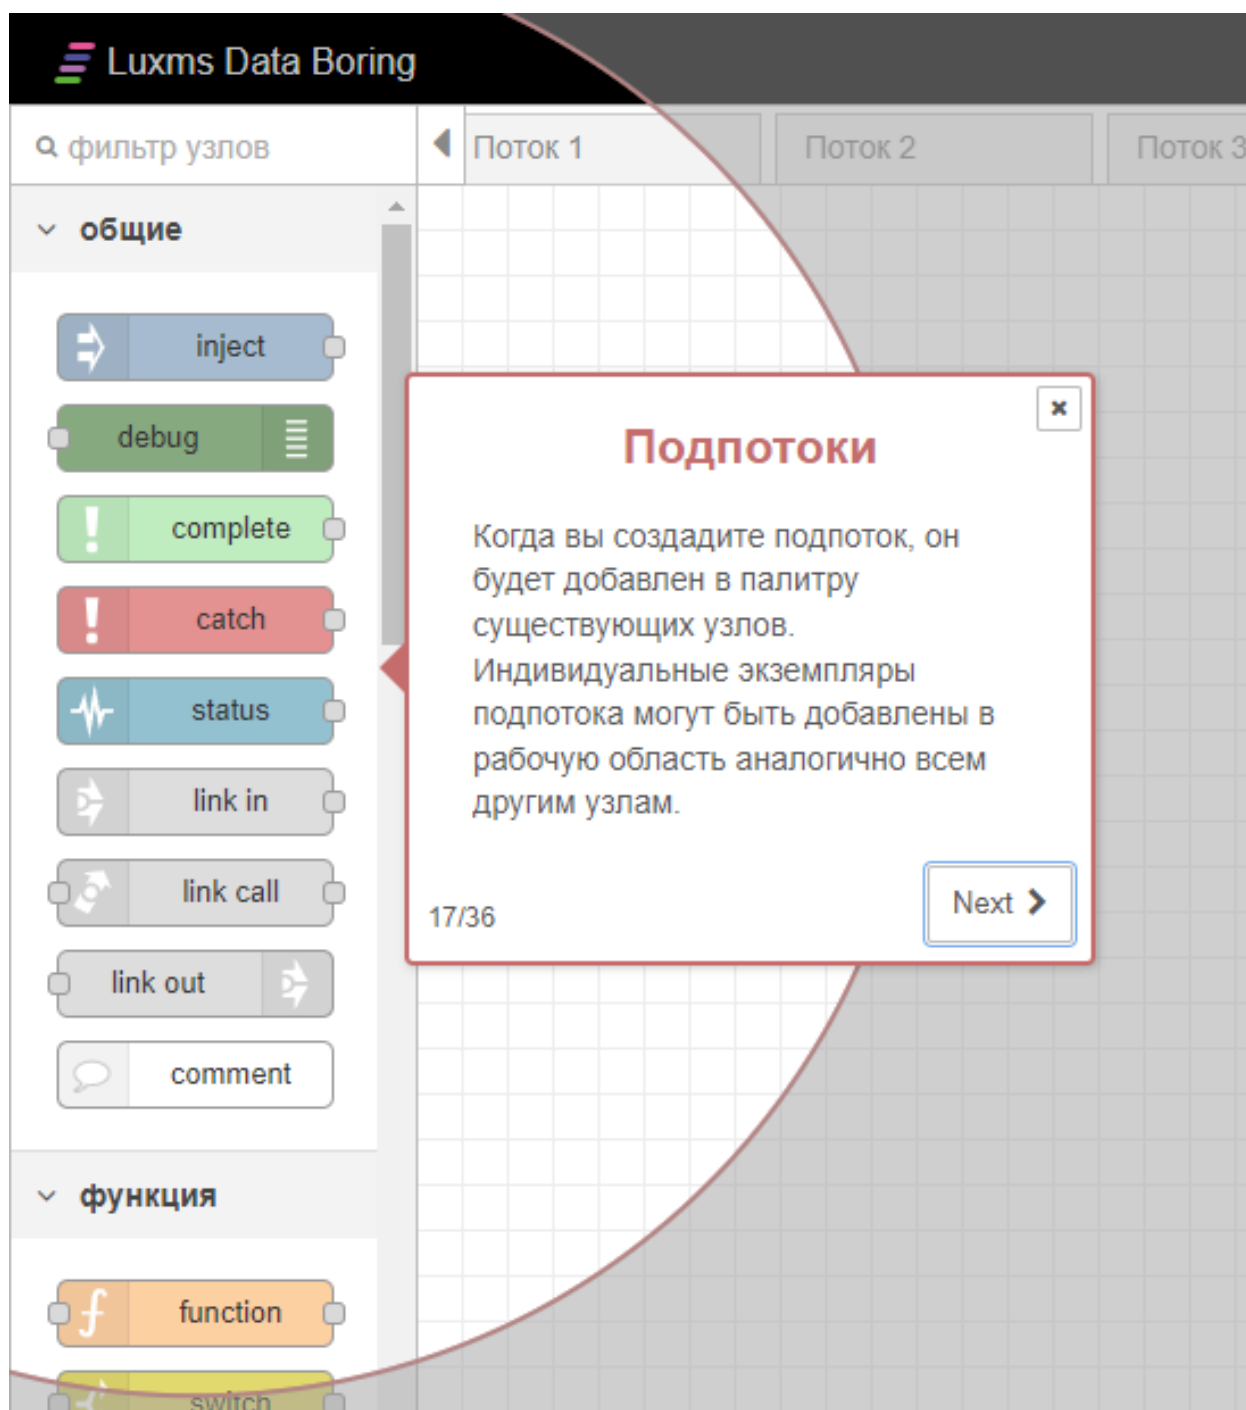 Luxms Data Boring
фильтр узлов
Поток 1
Поток 2
Поток 3
общие
inject
debug
complete
catch
status
link in
link call
link out
comment
функция
function
switch
Подпотоки
Когда вы создадите подпоток, он
будет добавлен в палитру
существующих узлов.
Индивидуальные экземпляры
подпотока могут быть добавлены в
рабочую область аналогично всем
другим узлам.
17/36
Next